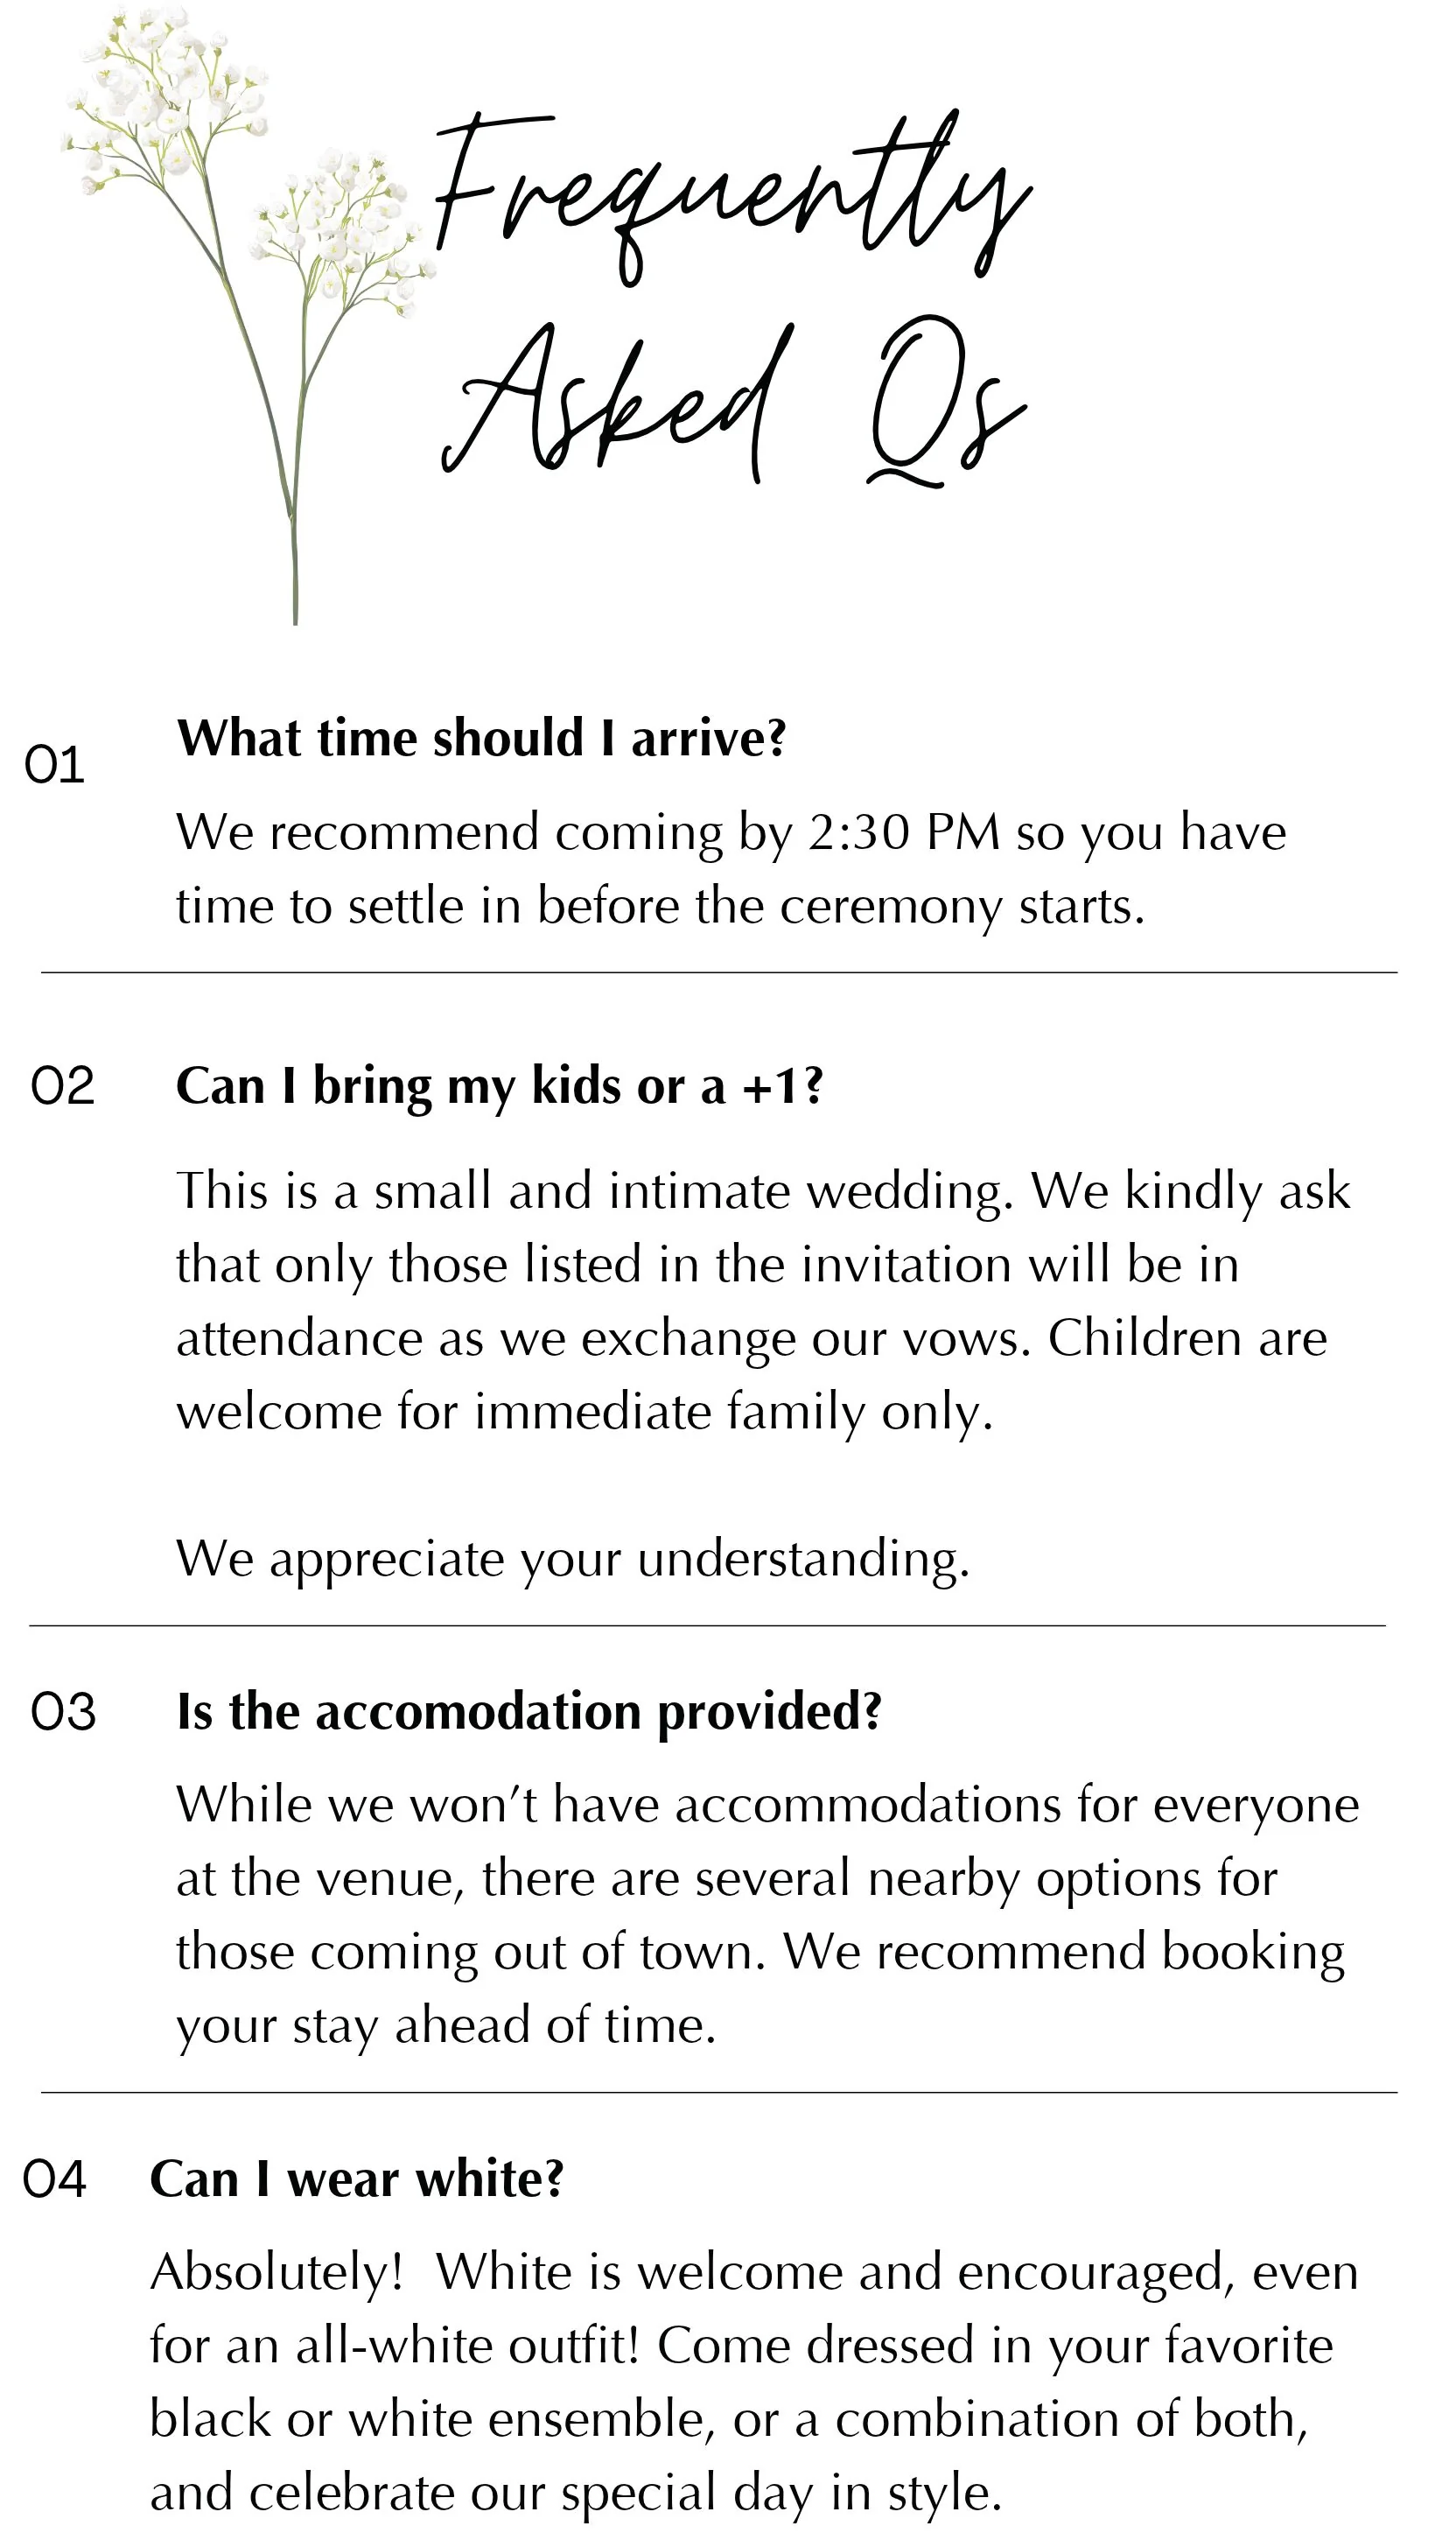 Frequently
Asked Qs
01
What time should I arrive?
We recommend coming by 2:30 PM so you have
time to settle in before the ceremony starts.
02
Can I bring my kids or a +1?
This is a small and intimate wedding. We kindly ask
that only those listed in the invitation will be in
attendance as we exchange our vows. Children are
welcome for immediate family only.
We appreciate your understanding.
03
Is the accomodation provided?
While we won’t have accommodations for everyone
at the venue, there are several nearby options for
those coming out of town. We recommend booking
your stay ahead of time.
04
Can I wear white?
Absolutely!  White is welcome and encouraged, even
for an all-white outfit! Come dressed in your favorite
black or white ensemble, or a combination of both,
and celebrate our special day in style.